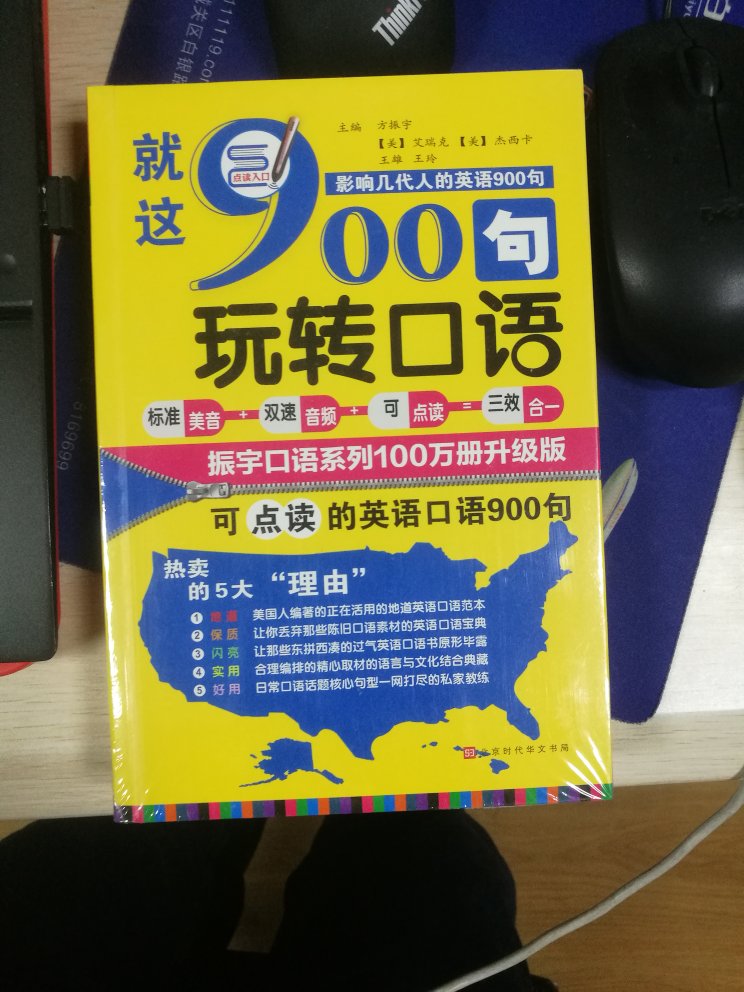 111119.com
ThinkP
就这
900句
点读入口
主编 方振宇
【美】艾瑞克 【美】杰西卡
王雄 王玲
影响几代人的英语900句
玩转口语
标准美音+双速音频+可点读=三效合一
振宇口语系列100万册升级版
可点读的英语口语900句
热卖
的5大“理由”
1 地道 美国人编著的正在活用的地道英语口语范本
2 保质 让你丢弃那些陈旧口语素材的英语口语宝典
3 闪亮 让那些东拼西凑的过气英语口语书原形毕露
4 实用 合理编排的精心取材的语言与文化结合典藏
5 好用 日常口语话题核心句型一网打尽的私家教练
北京时代华文书局
8169699